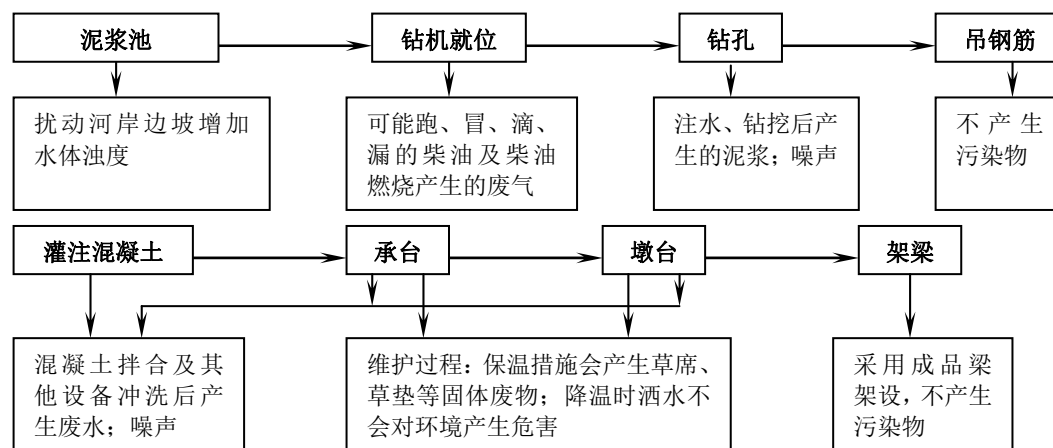 泥浆池
钻机就位
钻孔
吊钢筋
扰动河岸边坡增加
水体浊度
可能跑、冒、滴、
漏的柴油及柴油
燃烧产生的废气
注水、钻挖后产
生的泥浆；噪声
不产生
污染物
灌注混凝土
承台
墩台
架梁
混凝土拌合及其
他设备冲洗后产
生废水；噪声
维护过程：保温措施会产生草席、
草垫等固体废物；降温时洒水不
会对环境产生危害
采用成品梁
架设，不产生
污染物